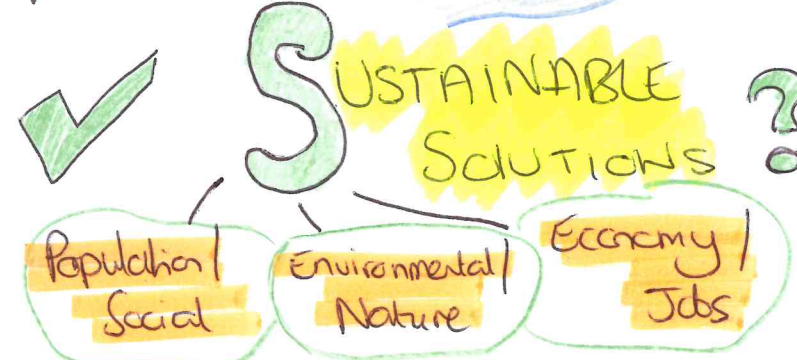 SUSTAINABLE
SOLUTIONS ?
Population/
Social
Environmental/
Nature
Economy/
Jobs